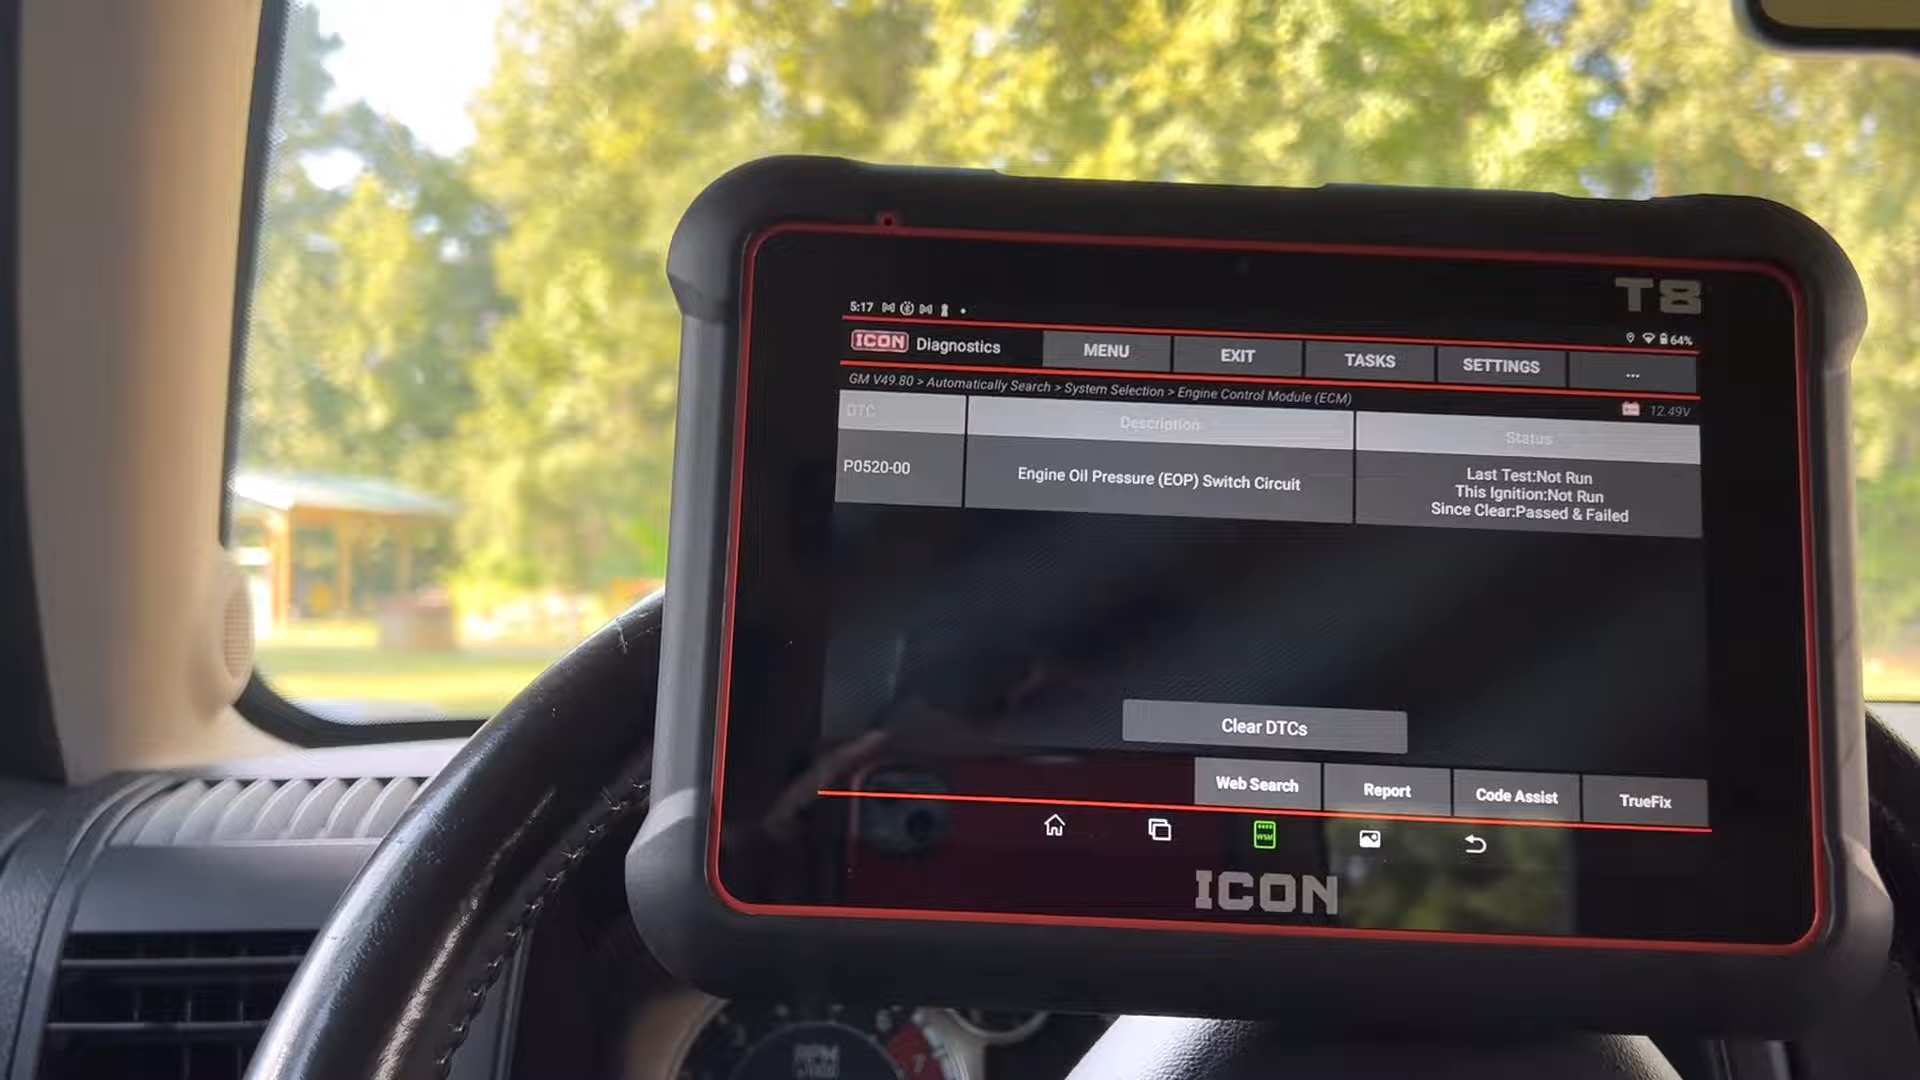 T8
5:17
64%
ICON Diagnostics
MENU
EXIT
TASKS
SETTINGS
...
GM V49.80 > Automatically Search > System Selection > Engine Control Module (ECM)
12.49V
DTC
Description
Status
P0520-00
Engine Oil Pressure (EOP) Switch Circuit
Last Test:Not Run
This Ignition:Not Run
Since Clear:Passed & Failed
Clear DTCs
Web Search
Report
Code Assist
TrueFix
ICON
RPM
7